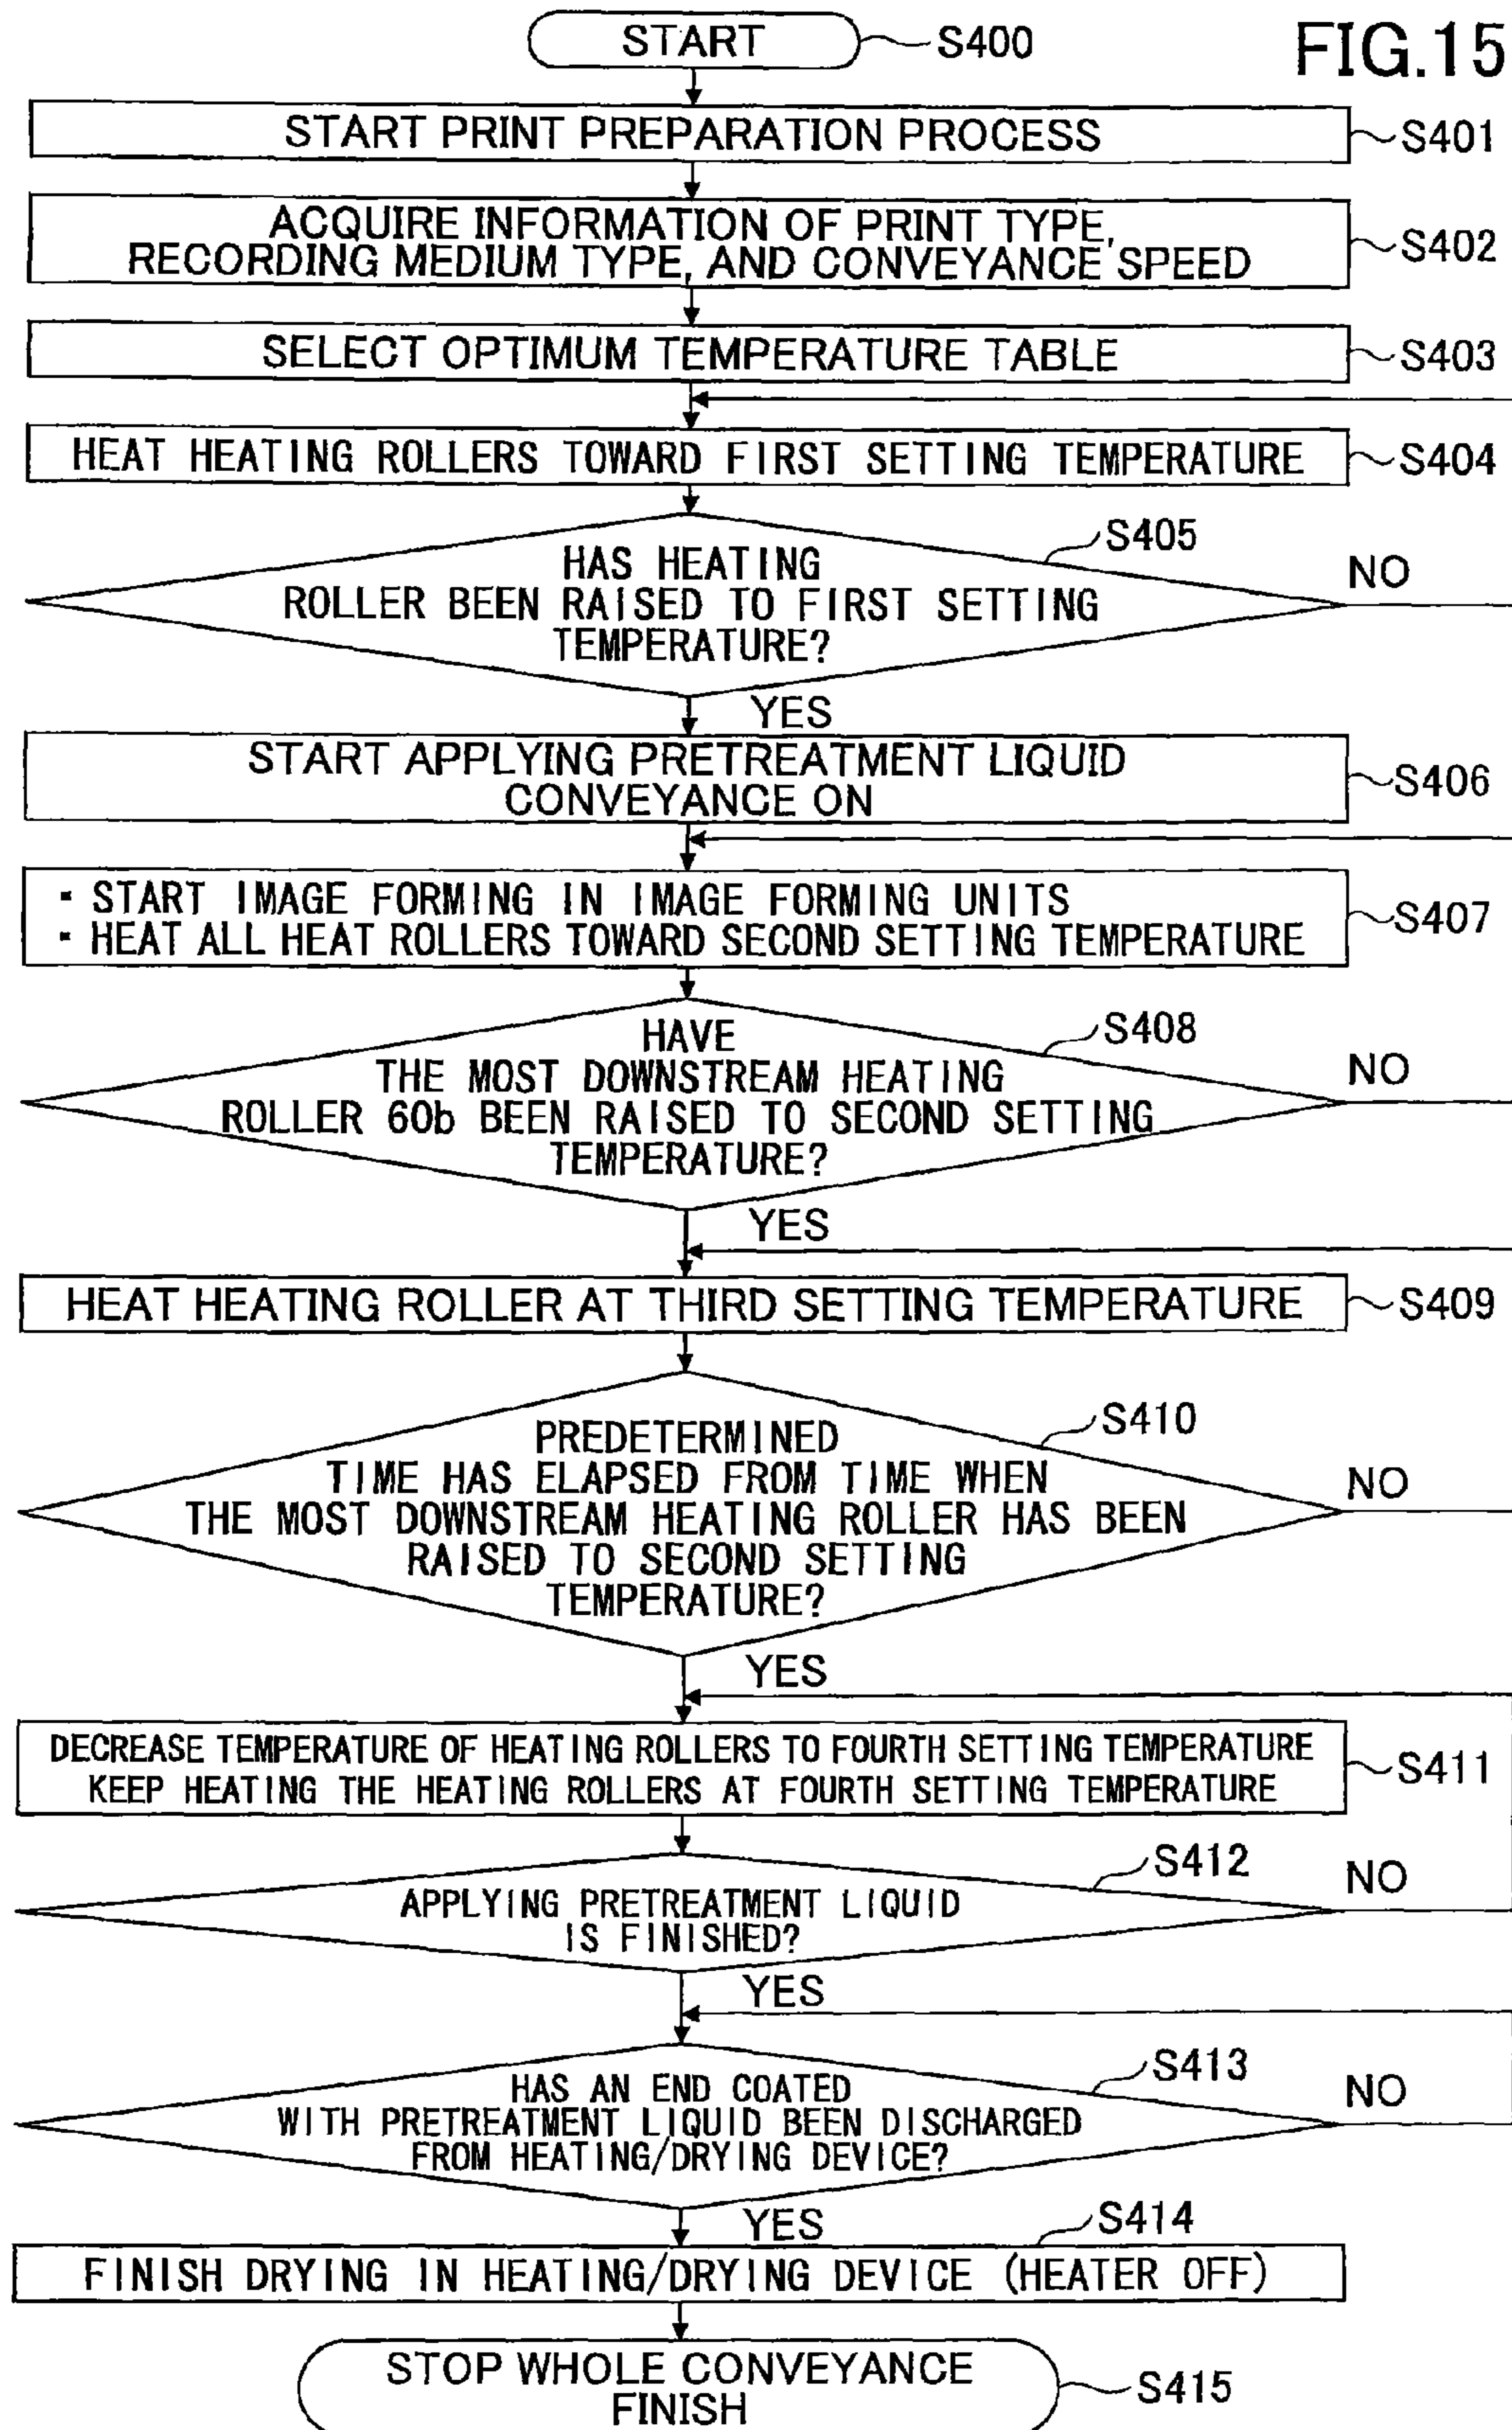 FIG.15
START
S400
START PRINT PREPARATION PROCESS
S401
ACQUIRE INFORMATION OF PRINT TYPE,
RECORDING MEDIUM TYPE, AND CONVEYANCE SPEED
S402
SELECT OPTIMUM TEMPERATURE TABLE
S403
HEAT HEATING ROLLERS TOWARD FIRST SETTING TEMPERATURE
S404
S405
HAS HEATING
ROLLER BEEN RAISED TO FIRST SETTING
TEMPERATURE?
NO
YES
START APPLYING PRETREATMENT LIQUID
CONVEYANCE ON
S406
▪ START IMAGE FORMING IN IMAGE FORMING UNITS
▪ HEAT ALL HEAT ROLLERS TOWARD SECOND SETTING TEMPERATURE
S407
S408
HAVE
THE MOST DOWNSTREAM HEATING
ROLLER 60b BEEN RAISED TO SECOND SETTING
TEMPERATURE?
NO
YES
HEAT HEATING ROLLER AT THIRD SETTING TEMPERATURE
S409
S410
PREDETERMINED
TIME HAS ELAPSED FROM TIME WHEN
THE MOST DOWNSTREAM HEATING ROLLER HAS BEEN
RAISED TO SECOND SETTING
TEMPERATURE?
NO
YES
DECREASE TEMPERATURE OF HEATING ROLLERS TO FOURTH SETTING TEMPERATURE
KEEP HEATING THE HEATING ROLLERS AT FOURTH SETTING TEMPERATURE
S411
S412
APPLYING PRETREATMENT LIQUID
IS FINISHED?
NO
YES
S413
HAS AN END COATED
WITH PRETREATMENT LIQUID BEEN DISCHARGED
FROM HEATING/DRYING DEVICE?
NO
YES
S414
FINISH DRYING IN HEATING/DRYING DEVICE (HEATER OFF)
STOP WHOLE CONVEYANCE
FINISH
S415